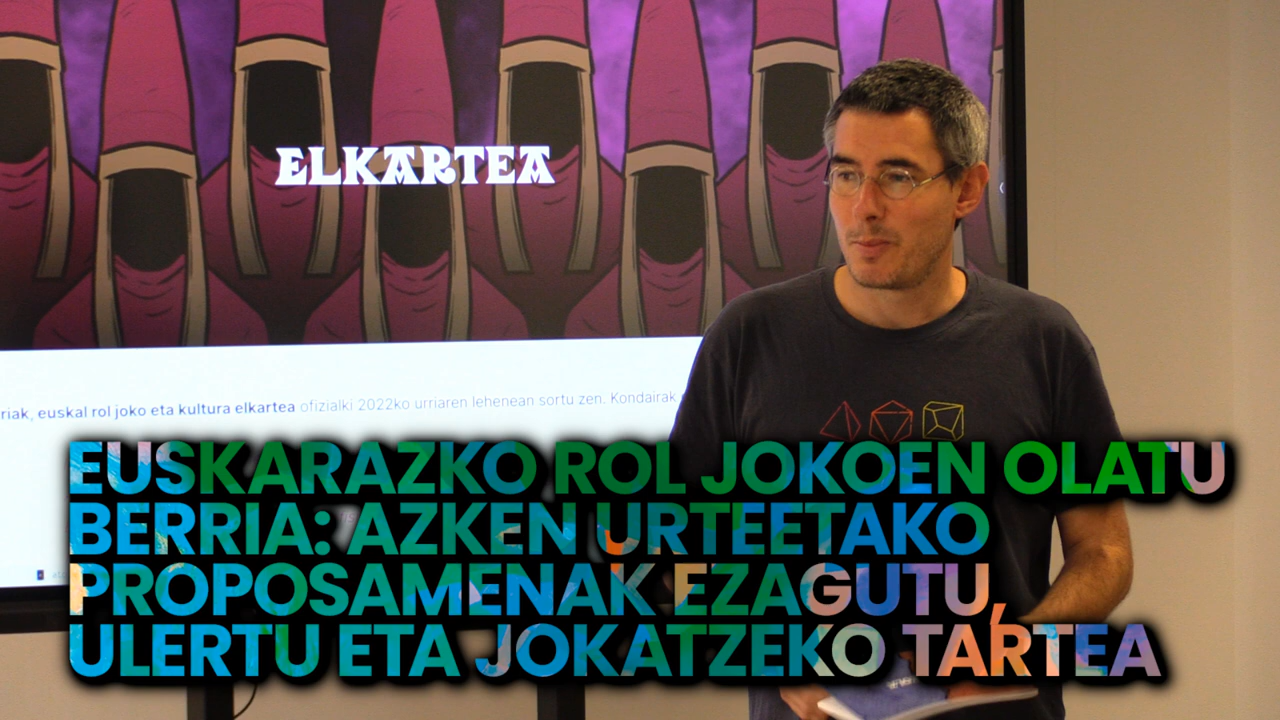 ELKARTEA
riak, euskal rol joko eta kultura elkartea ofizialki 2022ko urriaren lehenean sortu zen. Kondairak
EUSKARAZKO ROL JOKOEN OLATU
BERRIA: AZKEN URTEETAKO
PROPOSAMENAK EZAGUTU,
ULERTU ETA JOKATZEKO TARTEA